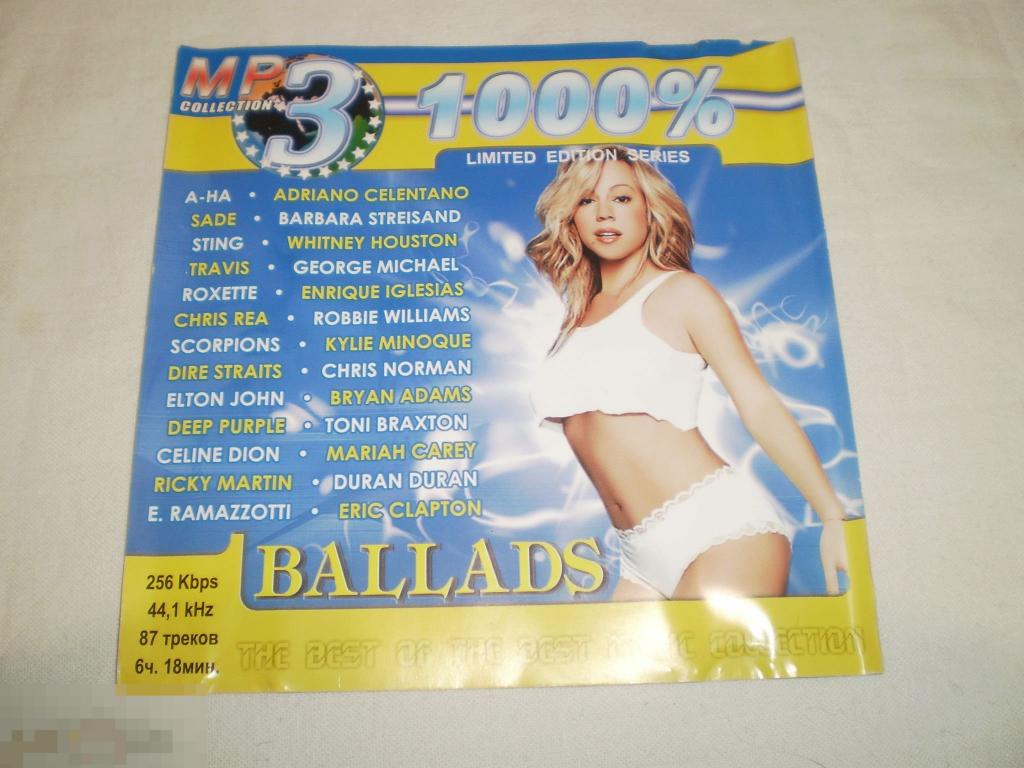 MP3 1000%
COLLECTION
LIMITED EDITION SERIES
A-HA • ADRIANO CELENTANO
SADE • BARBARA STREISAND
STING • WHITNEY HOUSTON
TRAVIS • GEORGE MICHAEL
ROXETTE • ENRIQUE IGLESIAS
CHRIS REA • ROBBIE WILLIAMS
SCORPIONS • KYLIE MINOQUE
DIRE STRAITS • CHRIS NORMAN
ELTON JOHN • BRYAN ADAMS
DEEP PURPLE • TONI BRAXTON
CELINE DION • MARIAH CAREY
RICKY MARTIN • DURAN DURAN
E. RAMAZZOTTI • ERIC CLAPTON
BALLADS
256 Kbps
44,1 kHz
87 треков
6ч. 18мин.
THE BEST OF THE BEST MUSIC COLLECTION